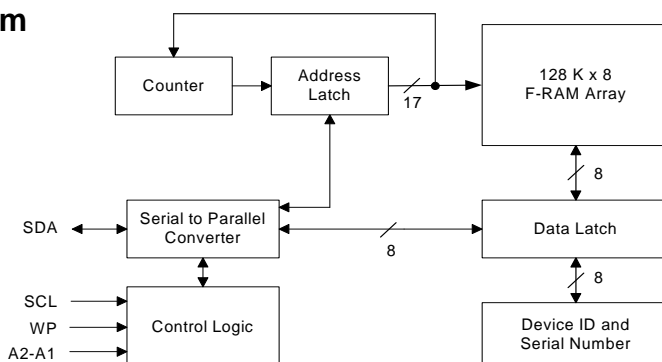 m
Counter
Address
Latch
17
128 K x 8
F-RAM Array
8
SDA
Serial to Parallel
Converter
8
Data Latch
8
SCL
WP
A2-A1
Control Logic
Device ID and
Serial Number